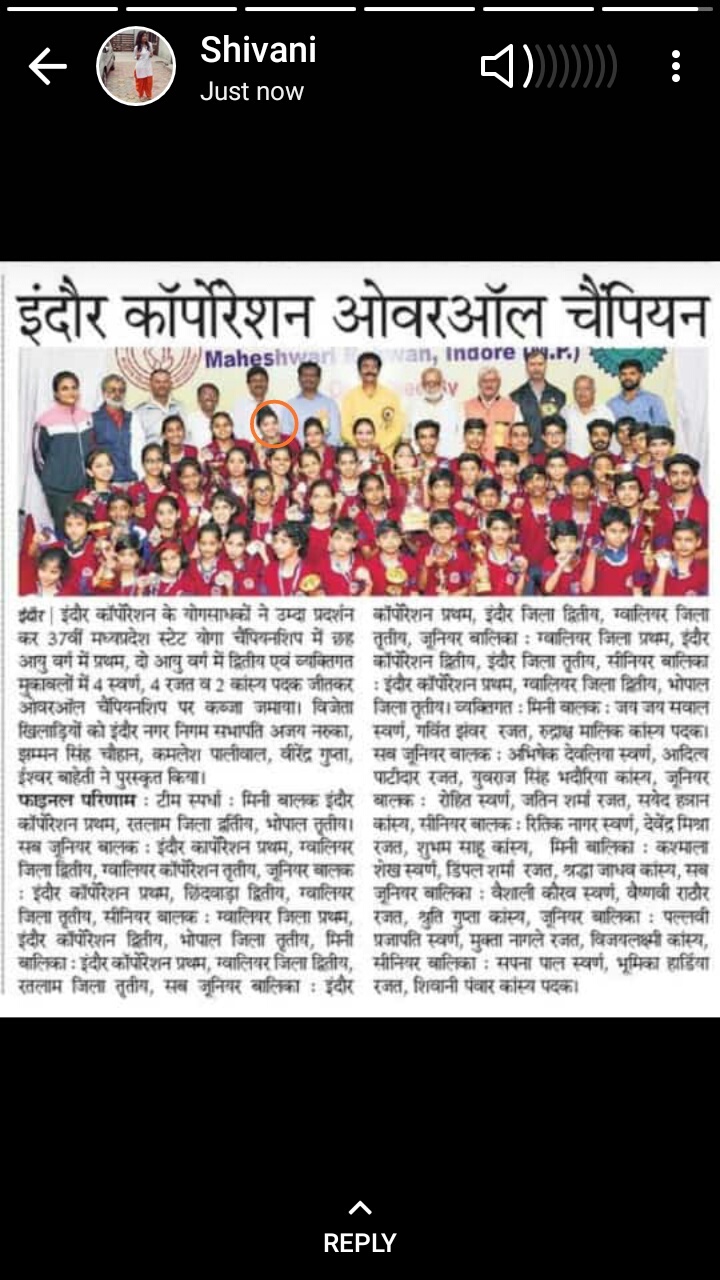 Shivani
Just now
इंदौर कॉर्पोरेशन ओवरऑल चैंपियन
Maheshwari Indore (M.P.)
इंदौर | इंदौर कॉर्पोरेशन के योगसाधकों ने उम्दा प्रदर्शन
कर 37वीं मध्यप्रदेश स्टेट योगा चैंपियनशिप में छह
आयु वर्ग में प्रथम, दो आयु वर्ग में द्वितीय एवं व्यक्तिगत
मुकाबलों में 4 स्वर्ण, 4 रजत व 2 कांस्य पदक जीतकर
ओवरऑल चैंपियनशिप पर कब्जा जमाया। विजेता
खिलाड़ियों को इंदौर नगर निगम सभापति अजय नरुका,
झम्मन सिंह चौहान, कमलेश पालीवाल, वीरेंद्र गुप्ता,
ईश्वर बाहेती ने पुरस्कृत किया।
फाइनल परिणाम : टीम स्पर्धा : मिनी बालक इंदौर
कॉर्पोरेशन प्रथम, रतलाम जिला द्वितीय, भोपाल तृतीय।
सब जूनियर बालक : इंदौर कार्पोरेशन प्रथम, ग्वालियर
जिला द्वितीय, ग्वालियर कॉर्पोरेशन तृतीय, जूनियर बालक
: इंदौर कॉर्पोरेशन प्रथम, छिंदवाड़ा द्वितीय, ग्वालियर
जिला तृतीय, सीनियर बालक : ग्वालियर जिला प्रथम,
इंदौर कॉर्पोरेशन द्वितीय, भोपाल जिला तृतीय, मिनी
बालिका : इंदौर कॉर्पोरेशन प्रथम, ग्वालियर जिला द्वितीय,
रतलाम जिला तृतीय, सब जूनियर बालिका : इंदौर
कॉर्पोरेशन प्रथम, इंदौर जिला द्वितीय, ग्वालियर जिला
तृतीय, जूनियर बालिका : ग्वालियर जिला प्रथम, इंदौर
कॉर्पोरेशन द्वितीय, इंदौर जिला तृतीय, सीनियर बालिका
: इंदौर कॉर्पोरेशन प्रथम, ग्वालियर जिला द्वितीय, भोपाल
जिला तृतीय। व्यक्तिगत : मिनी बालक : जय जय सवाल
स्वर्ण, गर्वित झंवर रजत, रुद्राक्ष मालिक कांस्य पदक।
सब जूनियर बालक : अभिषेक देवलिया स्वर्ण, आदित्य
पाटीदार रजत, युवराज सिंह भदौरिया कांस्य, जूनियर
बालक : रोहित स्वर्ण, जतिन शर्मा रजत, सयेद हन्नान
कांस्य, सीनियर बालक : रितिक नागर स्वर्ण, देवेंद्र मिश्रा
रजत, शुभम साहू कांस्य, मिनी बालिका : कश्माला
शेख स्वर्ण, डिंपल शर्मा रजत, श्रद्धा जाधव कांस्य, सब
जूनियर बालिका : वैशाली कौरव स्वर्ण, वैष्णवी राठौर
रजत, श्रुति गुप्ता कांस्य, जूनियर बालिका : पल्लवी
प्रजापति स्वर्ण, मुक्ता नागले रजत, विजयलक्ष्मी कांस्य,
सीनियर बालिका : सपना पाल स्वर्ण, भूमिका हार्डिया
रजत, शिवानी पंवार कांस्य पदक।
REPLY